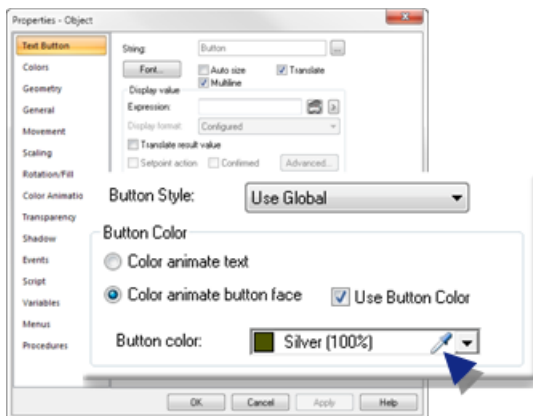 Properties - Object
Text Button
Colors
Geometry
General
Movement
Scaling
Rotation/Fill
Color Animatio
Transparency
Shadow
Events
Script
Variables
Menus
Procedures
String: Button ...
Font... Auto size Translate
Multiline
Display value
Expression:
Display format: Configured
Translate result value
Setpoint action Confirmed Advanced...
Button Style: Use Global
Button Color
Color animate text
Color animate button face Use Button Color
Button color: Silver (100%)
OK Cancel Apply Help